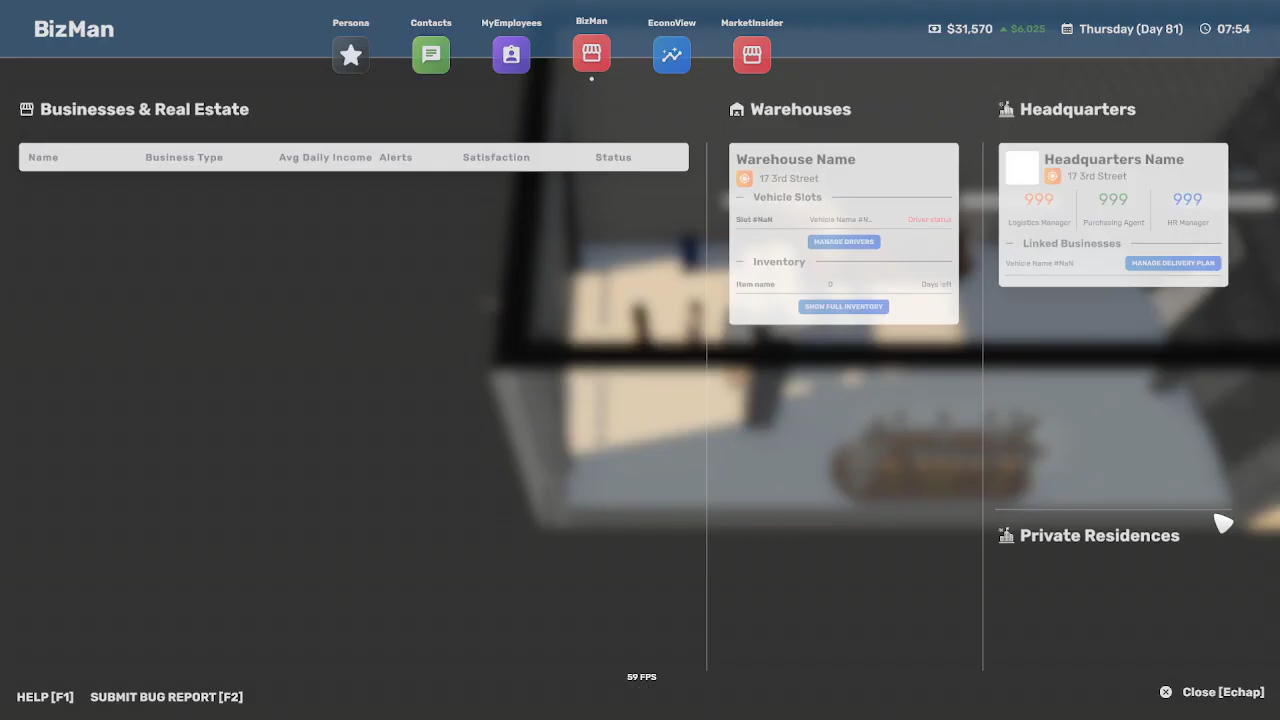 BizMan
Persona
Contacts
MyEmployees
BizMan
EconoView
MarketInsider
$31,570
$6,025
Thursday (Day 81)
07:54
Businesses & Real Estate
Name
Business Type
Avg Daily Income
Alerts
Satisfaction
Status
Warehouses
Warehouse Name
17 3rd Street
Vehicle Slots
Slot #NaN
Vehicle Name #N...
Driver status
MANAGE DRIVERS
Inventory
Item name
0
Days left
SHOW FULL INVENTORY
Headquarters
Headquarters Name
17 3rd Street
999
999
999
Logistics Manager
Purchasing Agent
HR Manager
Linked Businesses
Vehicle Name #NaN
MANAGE DELIVERY PLAN
Private Residences
59 FPS
HELP [F1]
SUBMIT BUG REPORT [F2]
Close [Echap]